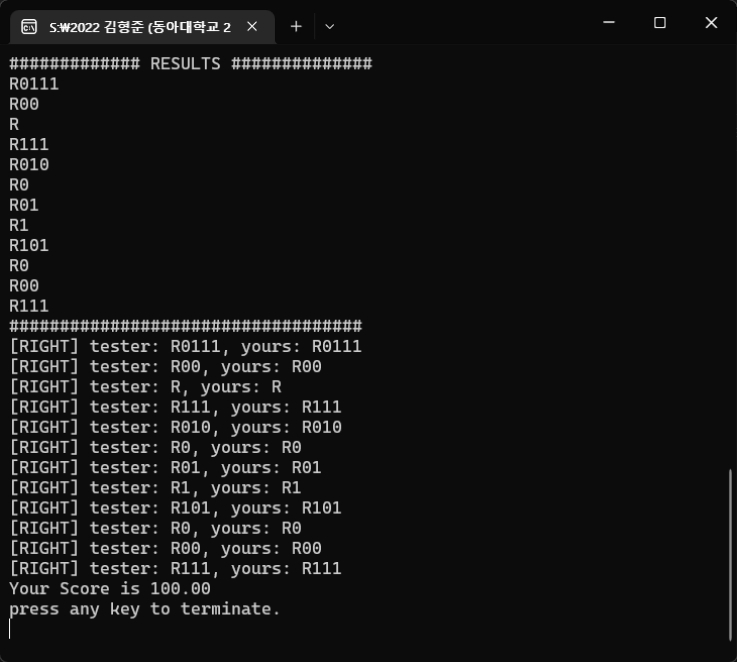 S:₩2022 김형준 (동아대학교 2
############# RESULTS ##############
R0111
R00
R
R111
R010
R0
R01
R1
R101
R0
R00
R111
###################################
[RIGHT] tester: R0111, yours: R0111
[RIGHT] tester: R00, yours: R00
[RIGHT] tester: R, yours: R
[RIGHT] tester: R111, yours: R111
[RIGHT] tester: R010, yours: R010
[RIGHT] tester: R0, yours: R0
[RIGHT] tester: R01, yours: R01
[RIGHT] tester: R1, yours: R1
[RIGHT] tester: R101, yours: R101
[RIGHT] tester: R0, yours: R0
[RIGHT] tester: R00, yours: R00
[RIGHT] tester: R111, yours: R111
Your Score is 100.00
press any key to terminate.